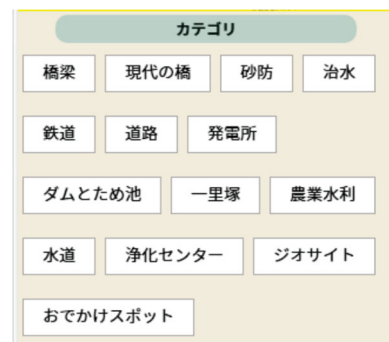 カテゴリ
橋梁 現代の橋 砂防 治水
鉄道 道路 発電所
ダムとため池 一里塚 農業水利
水道 浄化センター ジオサイト
おでかけスポット